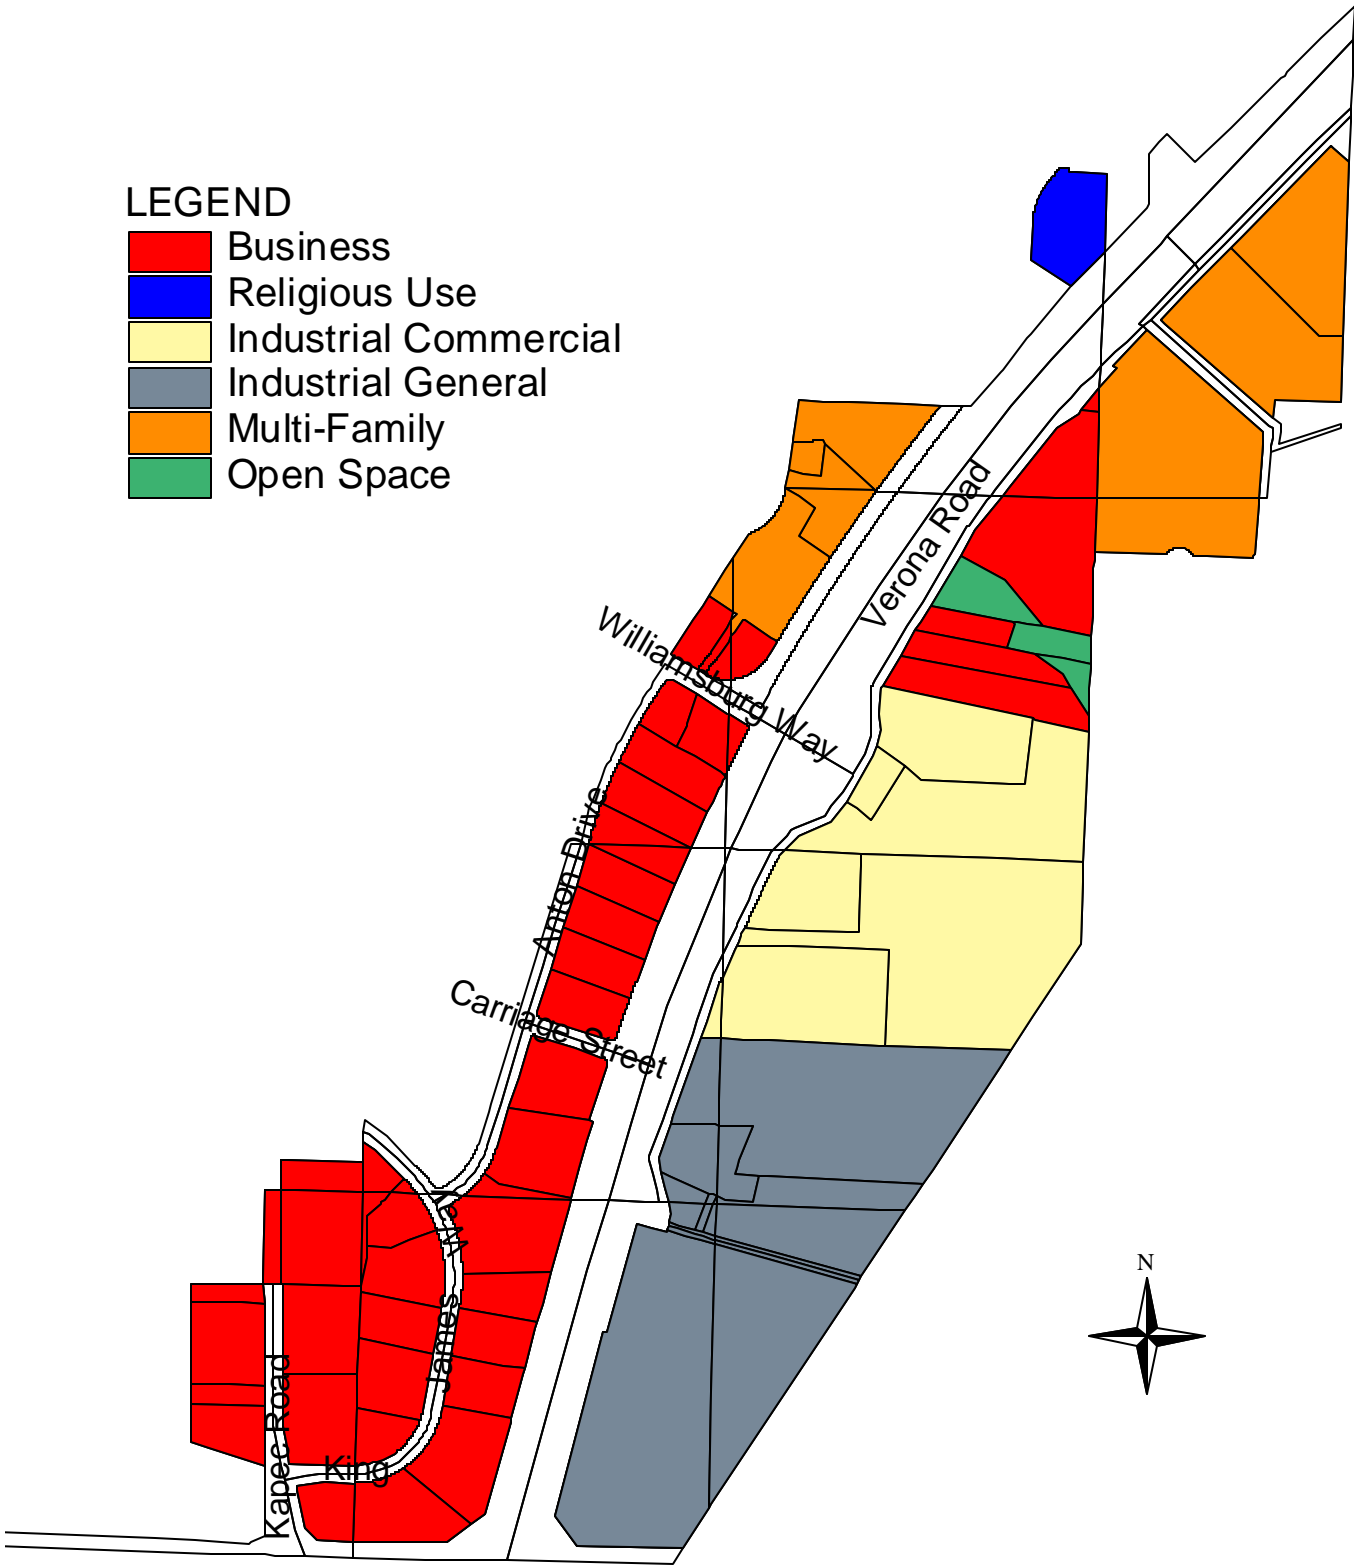 LEGEND
Business
Religious Use
Industrial Commercial
Industrial General
Multi-Family
Open Space
Verona Road
Williamsburg Way
Anton Drive
Carriage Street
King James Way
Kapec Road
N